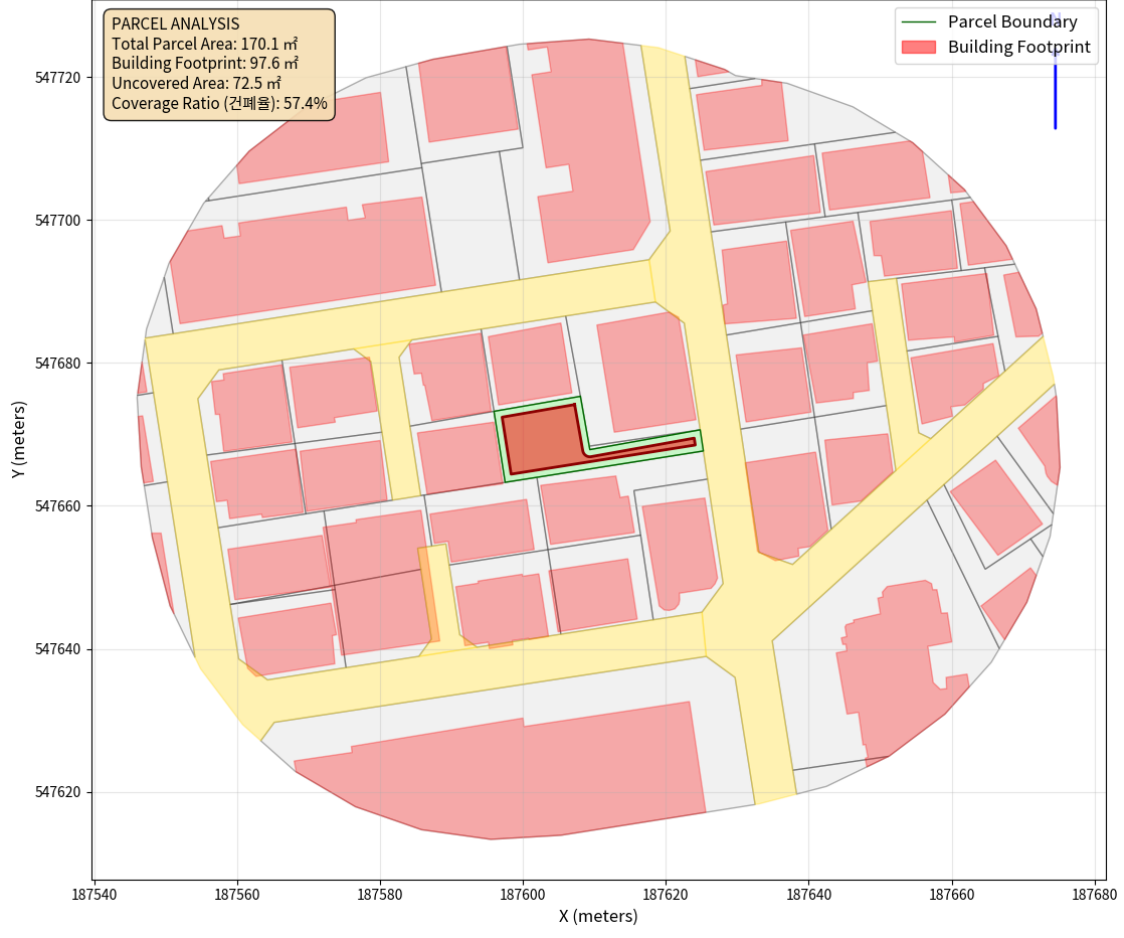 PARCEL ANALYSIS
Total Parcel Area: 170.1 ㎡
Building Footprint: 97.6 ㎡
Uncovered Area: 72.5 ㎡
Coverage Ratio (건폐율): 57.4%
Parcel Boundary
Building Footprint
N
547720
547700
547680
547660
547640
547620
Y (meters)
187540
187560
187580
187600
187620
187640
187660
187680
X (meters)